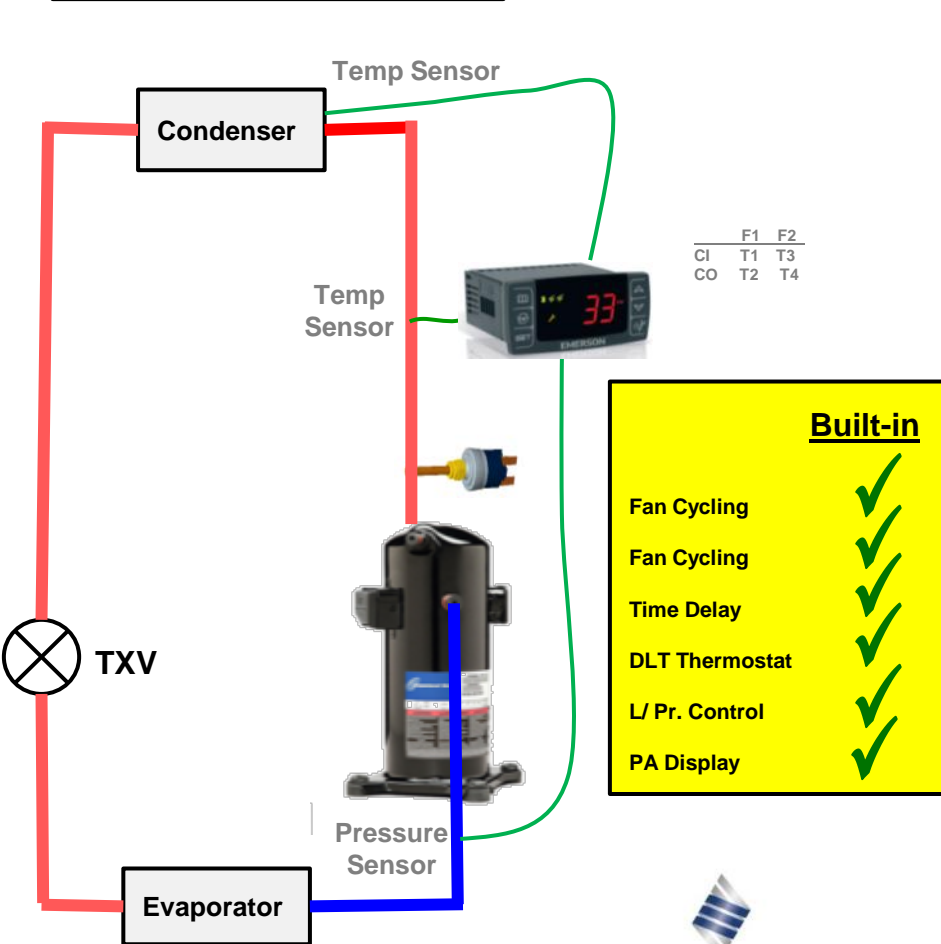 Temp Sensor
Condenser
F1 F2
CI T1 T3
CO T2 T4
Temp
Sensor
33
SET
EMERSON
Built-in
Fan Cycling
Fan Cycling
Time Delay
DLT Thermostat
L/ Pr. Control
PA Display
TXV
Pressure
Sensor
Evaporator